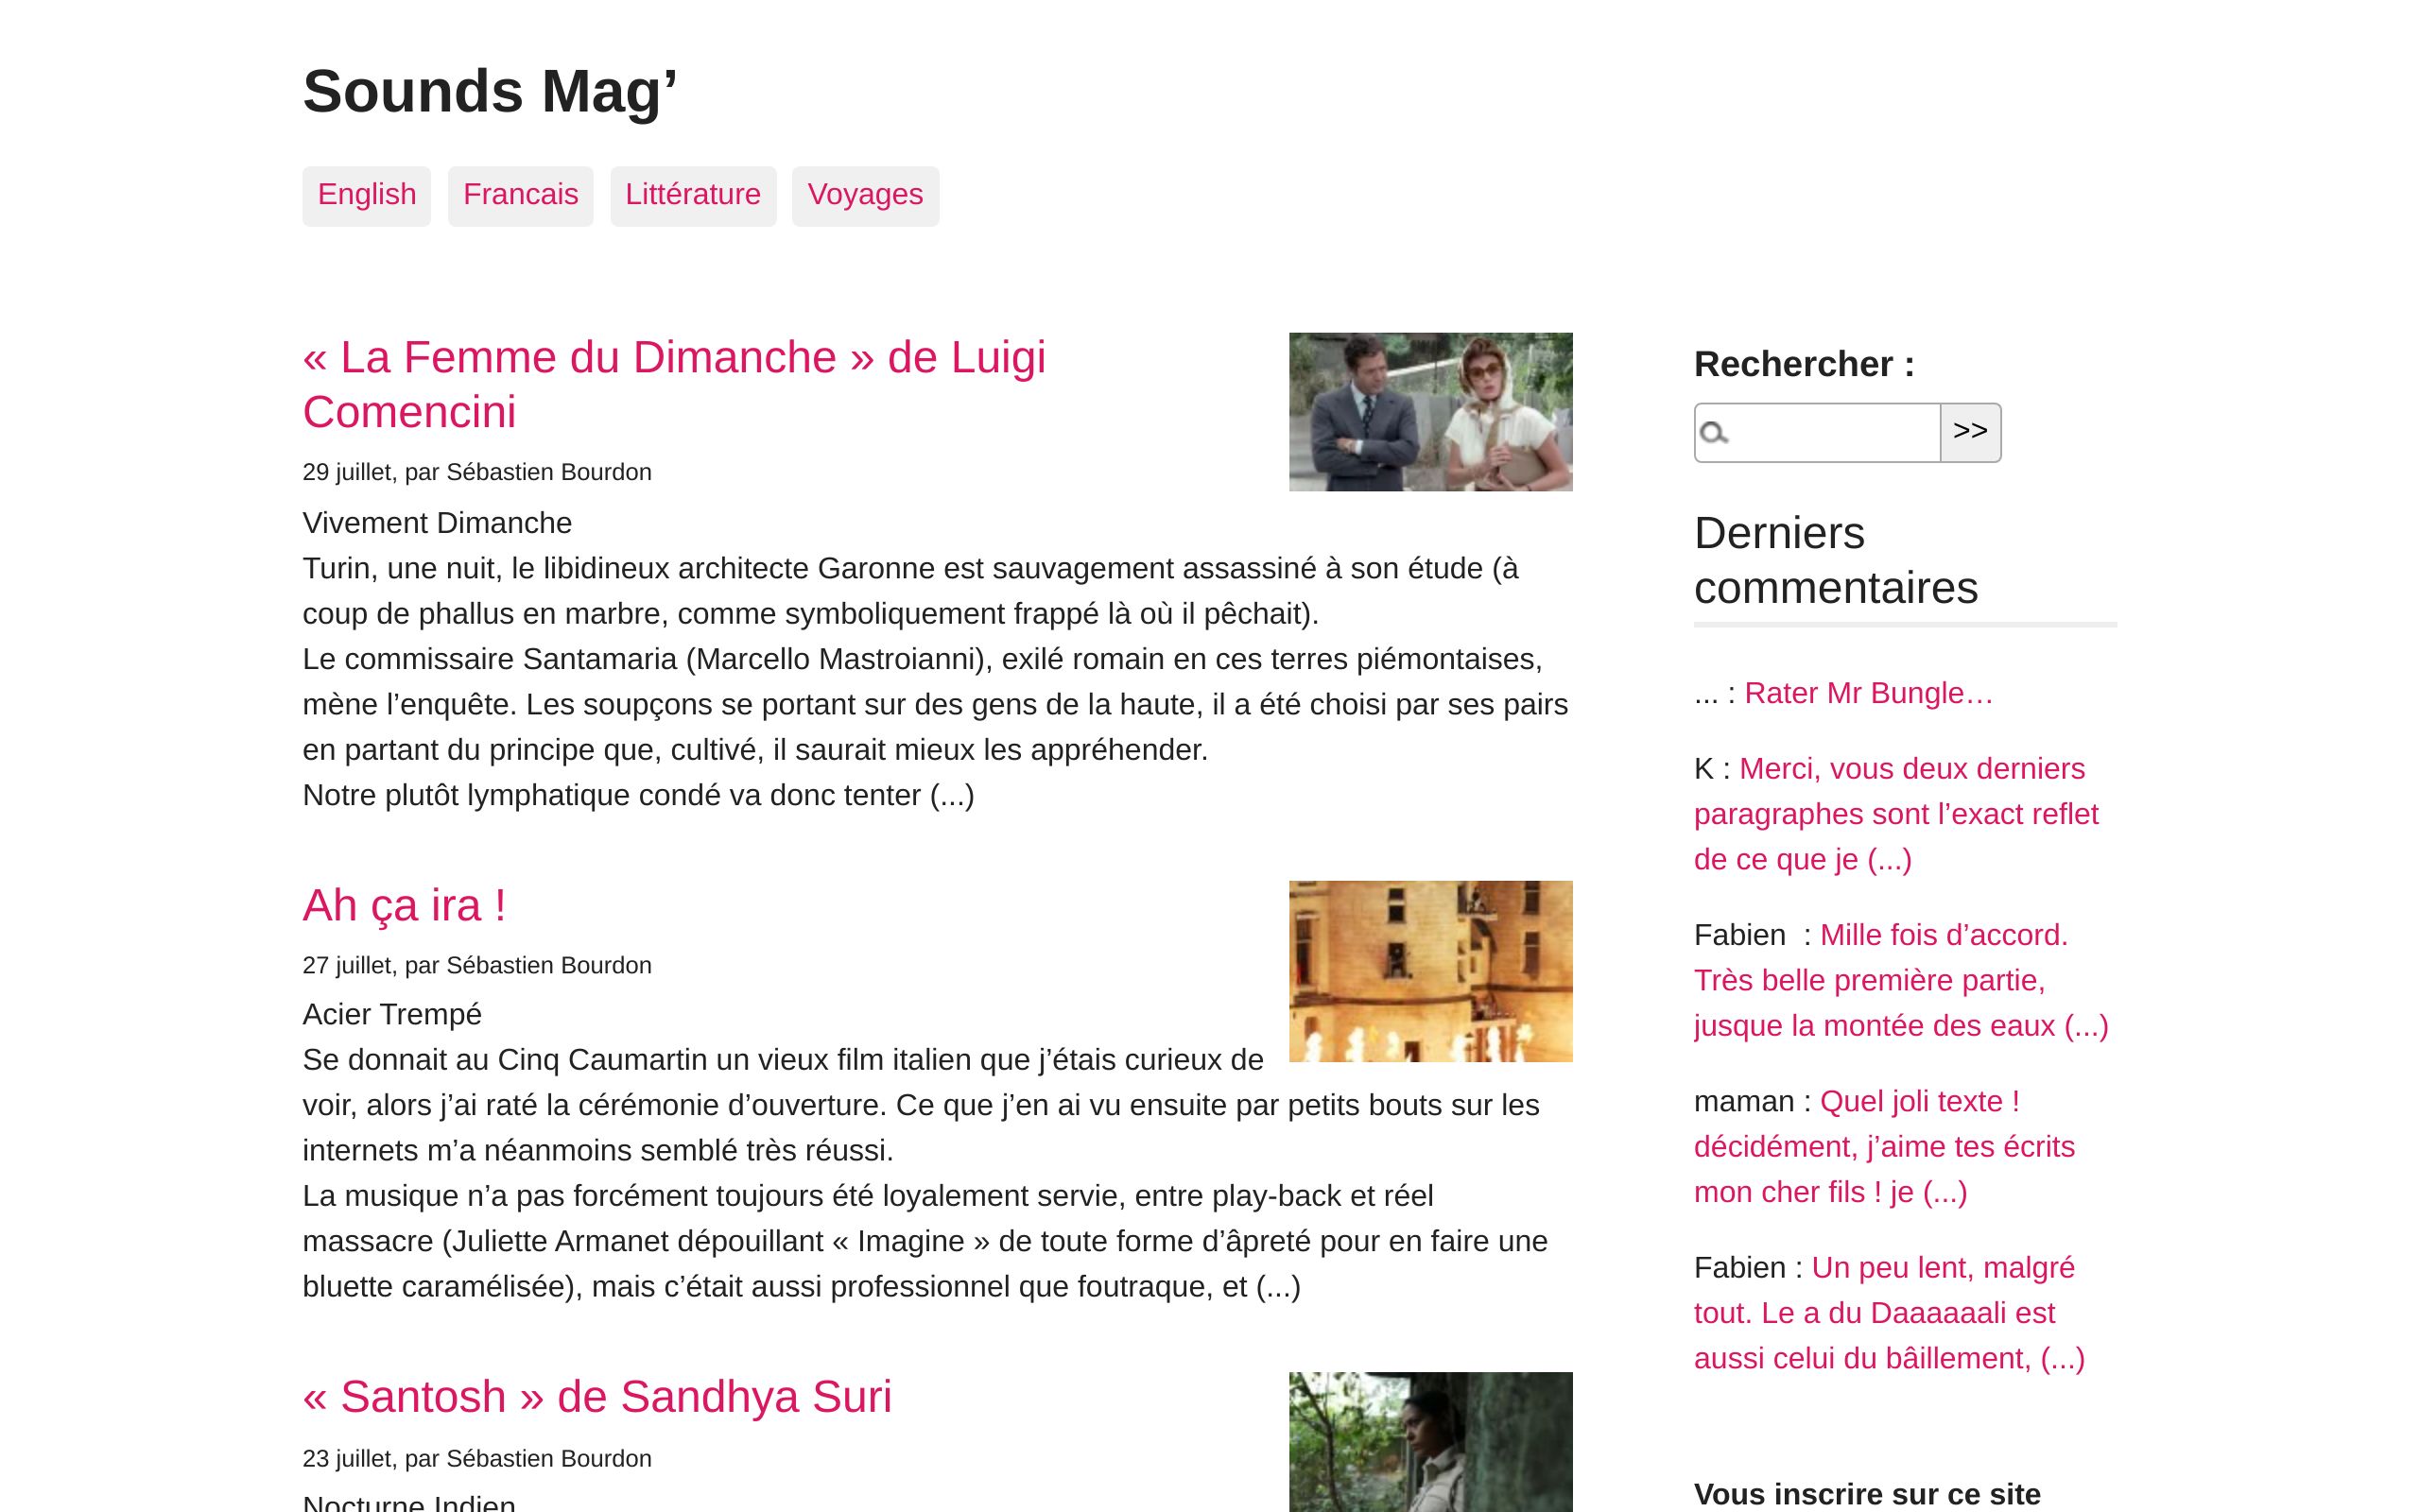 Sounds Mag’
English Francais Littérature Voyages
« La Femme du Dimanche » de Luigi
Comencini
29 juillet, par Sébastien Bourdon
Vivement Dimanche
Turin, une nuit, le libidineux architecte Garonne est sauvagement assassiné à son étude (à
coup de phallus en marbre, comme symboliquement frappé là où il pêchait).
Le commissaire Santamaria (Marcello Mastroianni), exilé romain en ces terres piémontaises,
mène l’enquête. Les soupçons se portant sur des gens de la haute, il a été choisi par ses pairs
en partant du principe que, cultivé, il saurait mieux les appréhender.
Notre plutôt lymphatique condé va donc tenter (...)
Ah ça ira !
27 juillet, par Sébastien Bourdon
Acier Trempé
Se donnait au Cinq Caumartin un vieux film italien que j’étais curieux de
voir, alors j’ai raté la cérémonie d’ouverture. Ce que j’en ai vu ensuite par petits bouts sur les
internets m’a néanmoins semblé très réussi.
La musique n’a pas forcément toujours été loyalement servie, entre play-back et réel
massacre (Juliette Armanet dépouillant « Imagine » de toute forme d’âpreté pour en faire une
bluette caramélisée), mais c’était aussi professionnel que foutraque, et (...)
« Santosh » de Sandhya Suri
23 juillet, par Sébastien Bourdon
Nocturne Indien
Rechercher :
>>
Derniers
commentaires
... : Rater Mr Bungle…
K : Merci, vous deux derniers
paragraphes sont l’exact reflet
de ce que je (...)
Fabien  : Mille fois d’accord.
Très belle première partie,
jusque la montée des eaux (...)
maman : Quel joli texte !
décidément, j’aime tes écrits
mon cher fils ! je (...)
Fabien : Un peu lent, malgré
tout. Le a du Daaaaaali est
aussi celui du bâillement, (...)
Vous inscrire sur ce site